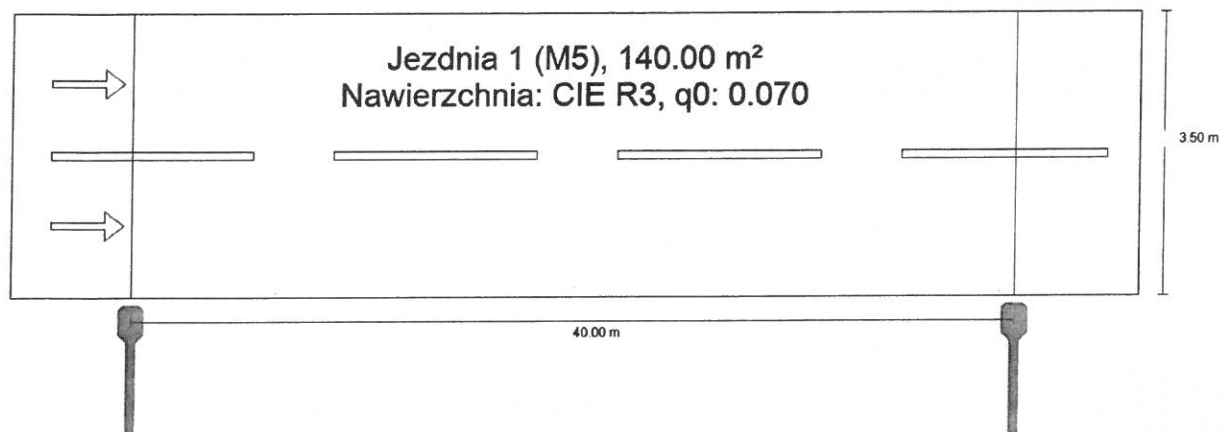 Jezdnia 1 (M5), 140.00 m²
Nawierzchnia: CIE R3, q0: 0.070
3.50 m
40.00 m